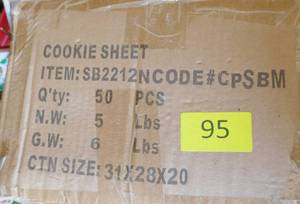 COOKIE SHEET
ITEM: SB2212NCODE#CPSBM
Q'ty: 50 PCS
N.W: 5 Lbs
G.W: 6 Lbs
95
CTN SIZE: 31X28X20